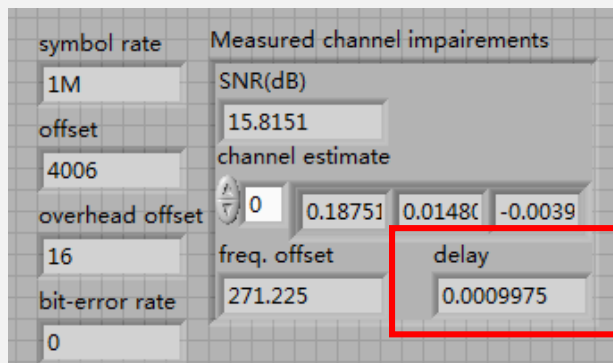 symbol rate
1M
offset
4006
overhead offset
16
bit-error rate
0
Measured channel impairements
SNR(dB)
15.8151
channel estimate
0 0.18751 0.0148 -0.0039
freq. offset
271.225
delay
0.0009975